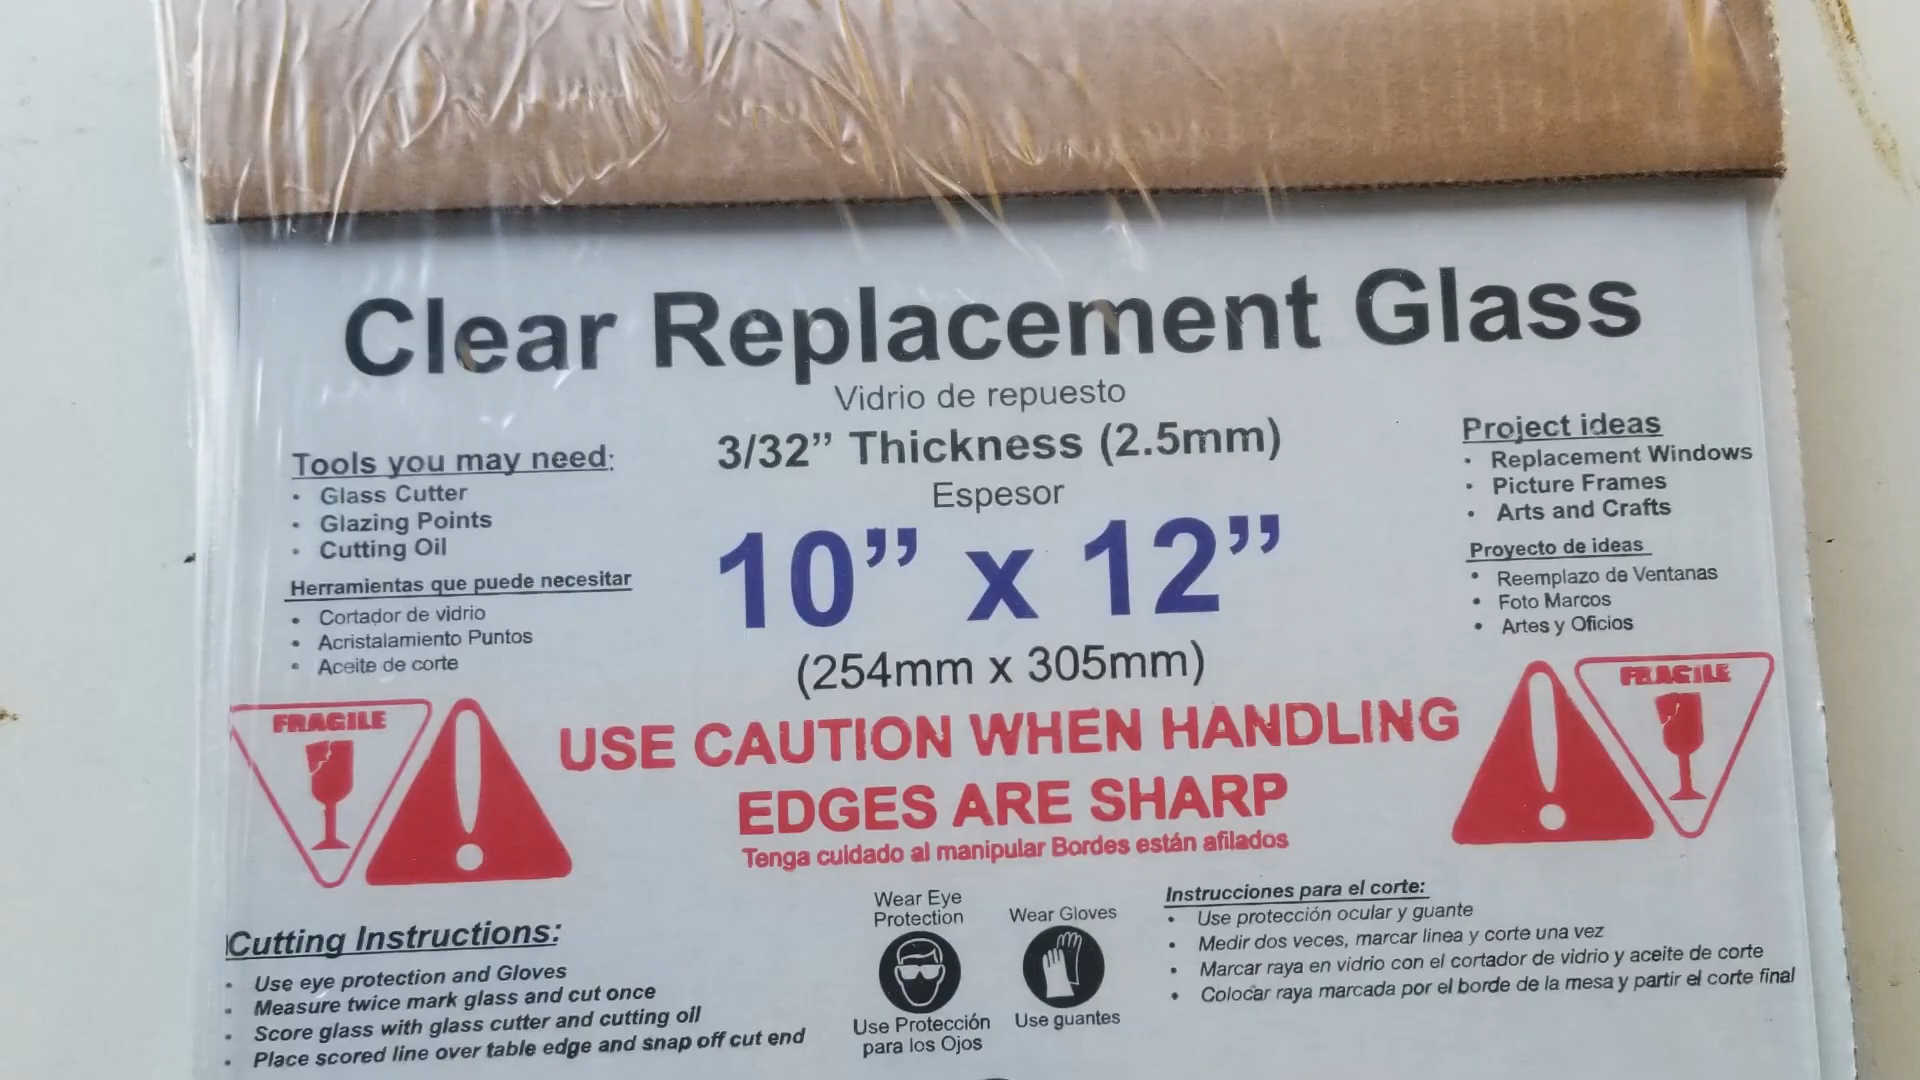 Clear Replacement Glass
Vidrio de repuesto
3/32” Thickness (2.5mm)
Espesor
10” x 12”
(254mm x 305mm)
Tools you may need:
• Glass Cutter
• Glazing Points
• Cutting Oil
Herramientas que puede necesitar
• Cortador de vidrio
• Acristalamiento Puntos
• Aceite de corte
Project ideas
• Replacement Windows
• Picture Frames
• Arts and Crafts
Proyecto de ideas
• Reemplazo de Ventanas
• Foto Marcos
• Artes y Oficios
FRAGILE
FRAGILE
USE CAUTION WHEN HANDLING
EDGES ARE SHARP
Tenga cuidado al manipular Bordes están afilados
Cutting Instructions:
• Use eye protection and Gloves
• Measure twice mark glass and cut once
• Score glass with glass cutter and cutting oil
• Place scored line over table edge and snap off cut end
Wear Eye
Protection
Use Protección
para los Ojos
Wear Gloves
Use guantes
Instrucciones para el corte:
• Use protección ocular y guante
• Medir dos veces, marcar linea y corte una vez
• Marcar raya en vidrio con el cortador de vidrio y aceite de corte
• Colocar raya marcada por el borde de la mesa y partir el corte final